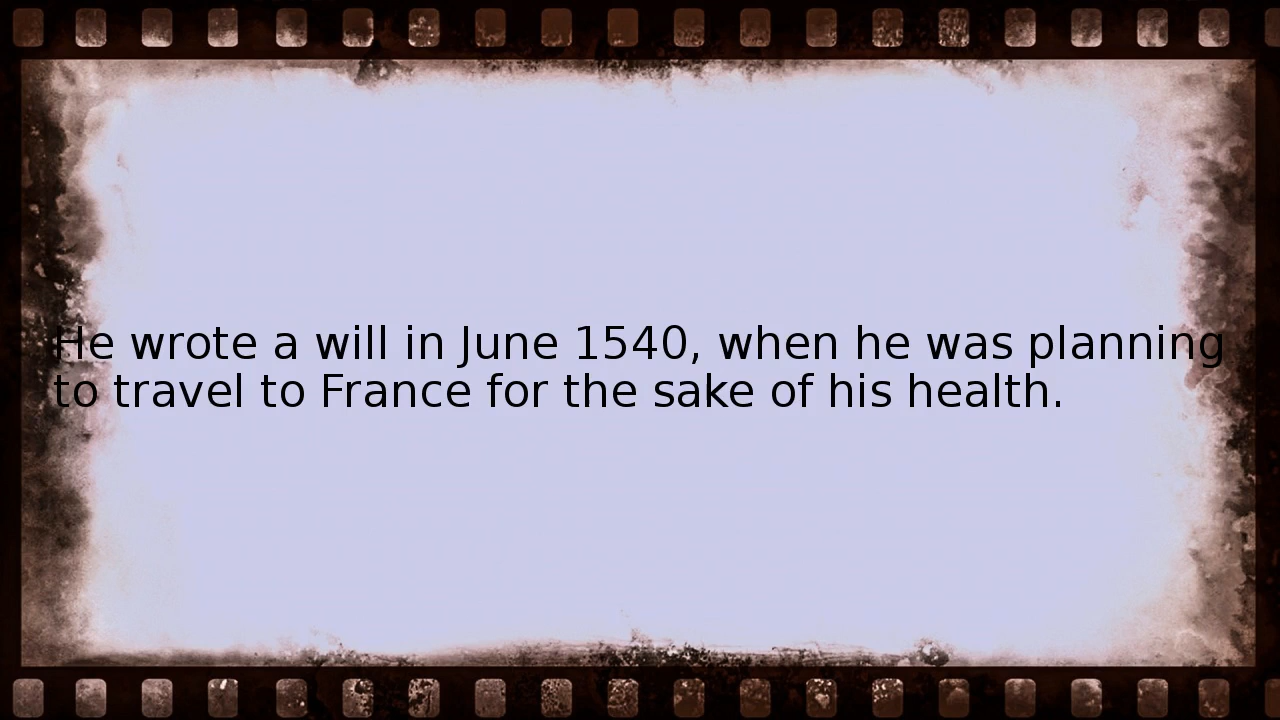 He wrote a will in June 1540, when he was planning
to travel to France for the sake of his health.